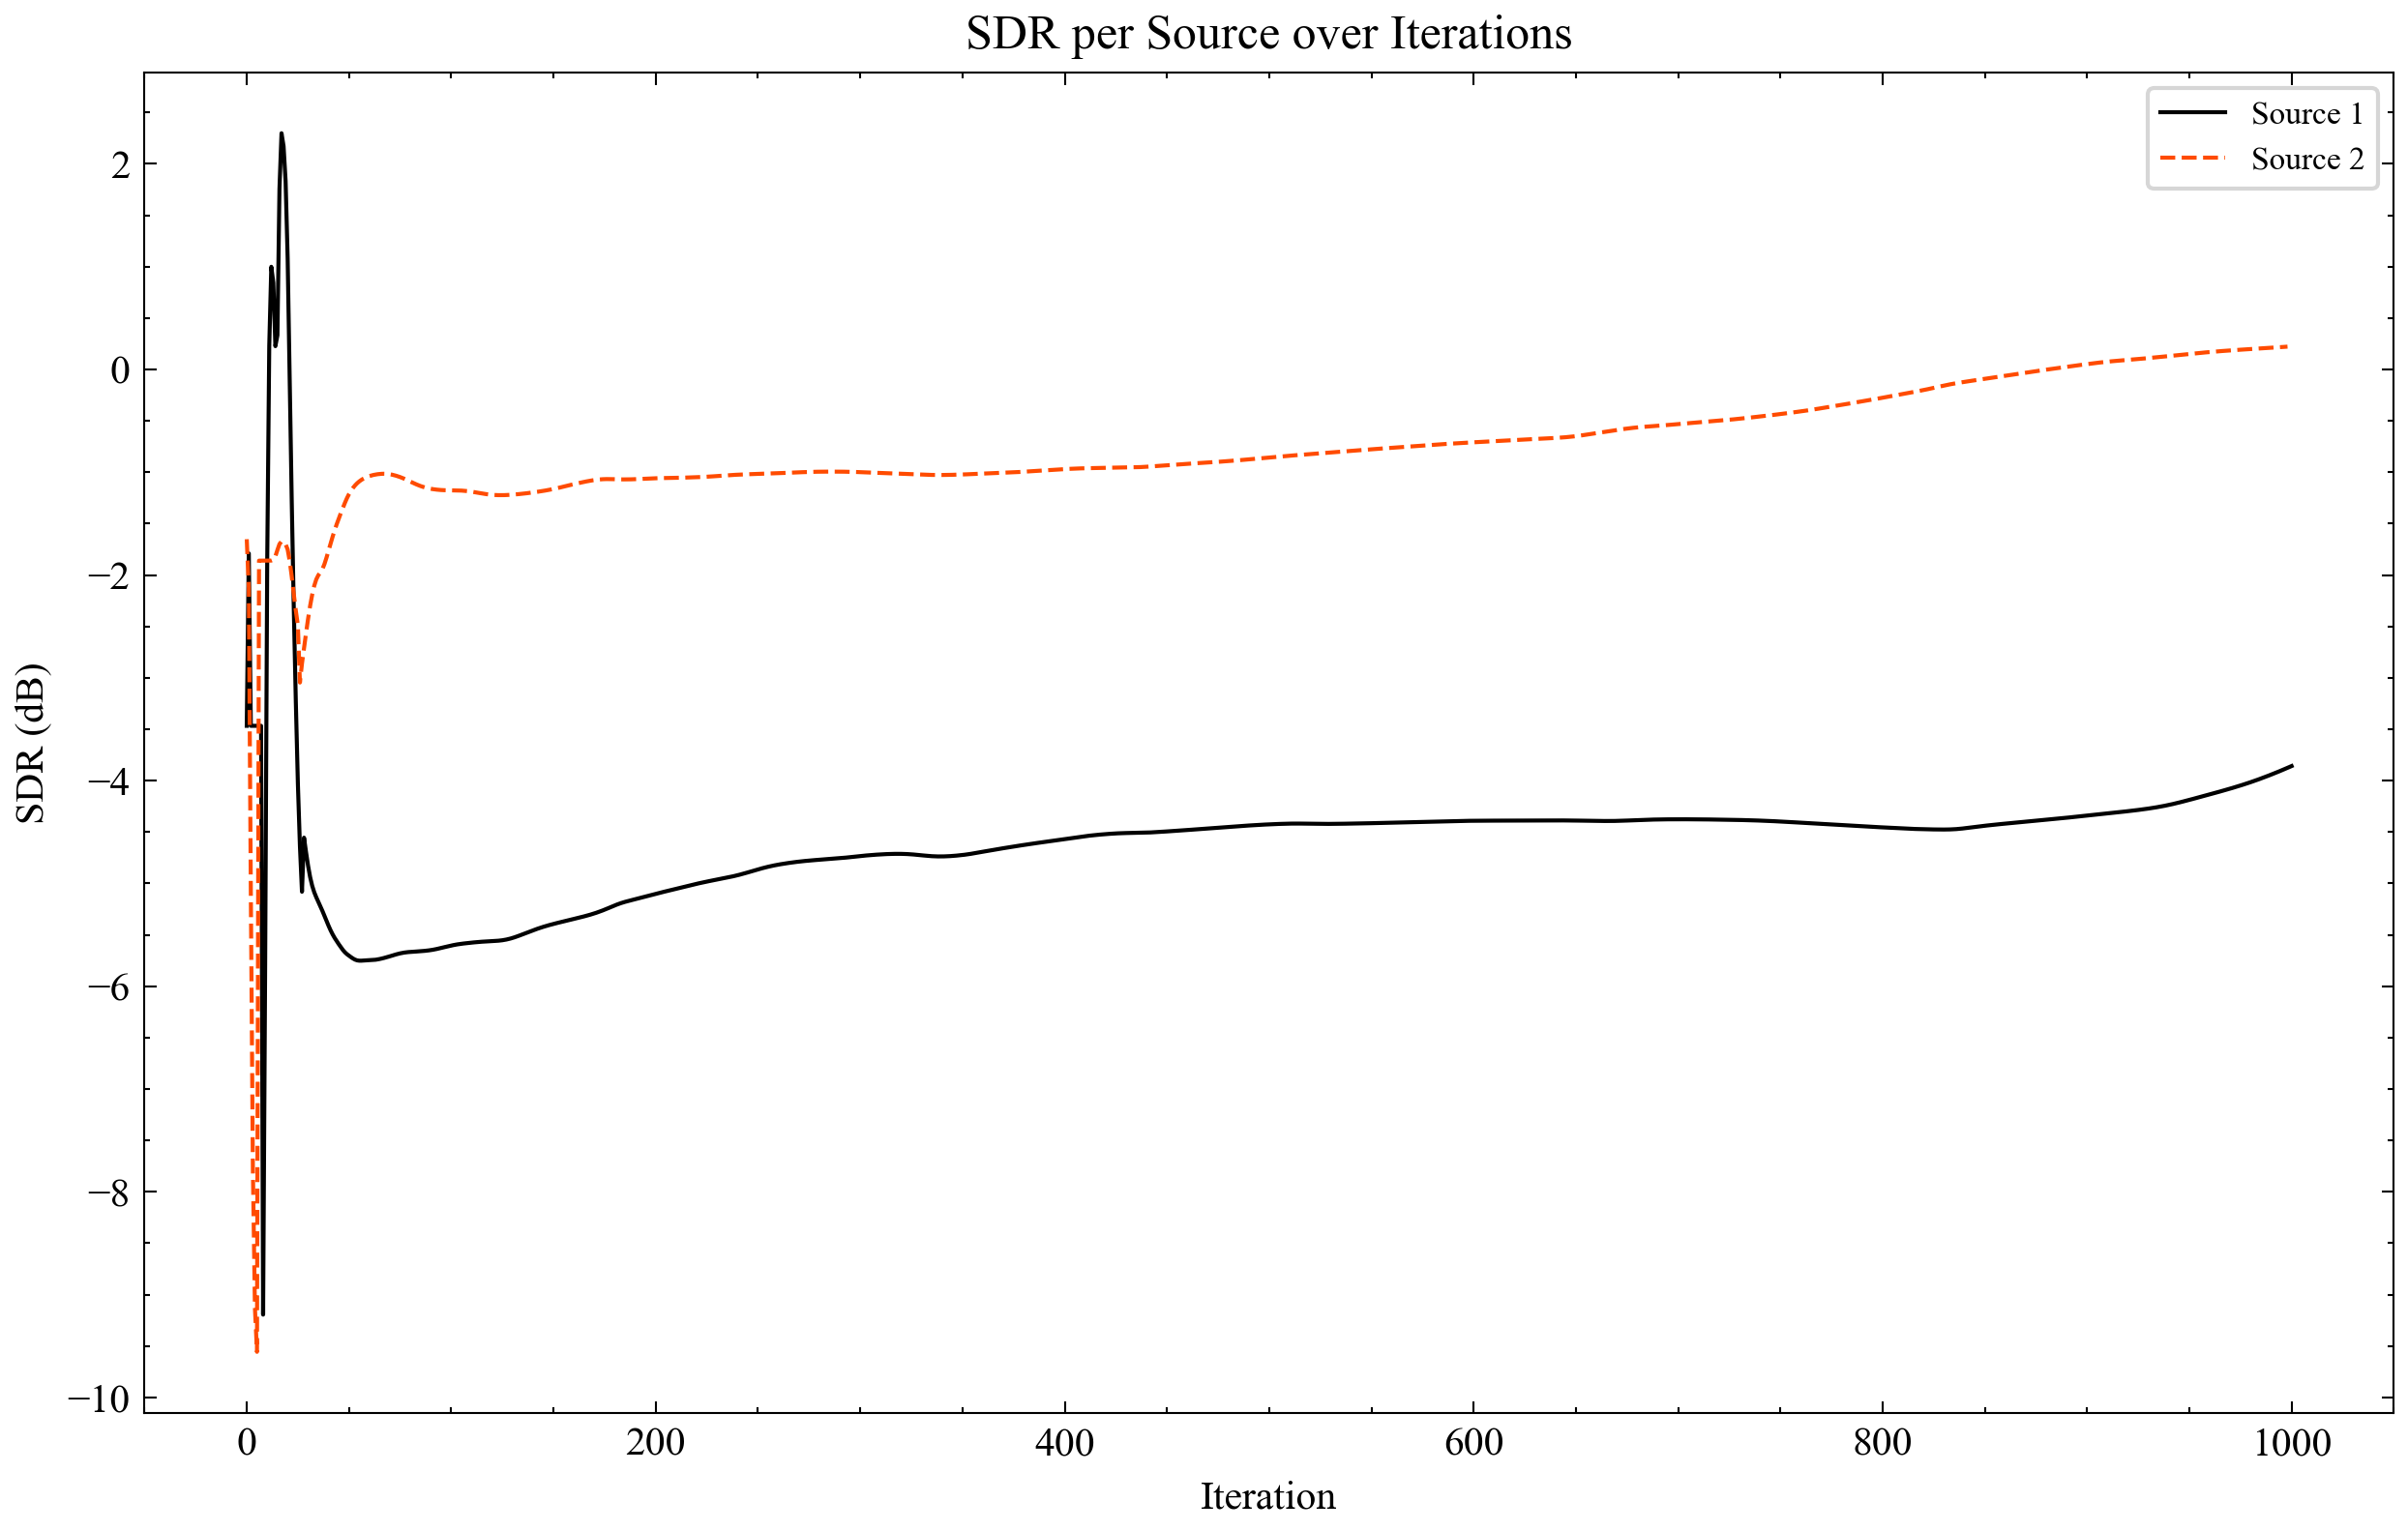 SDR per Source over Iterations
Source 1
Source 2
SDR (dB)
2
0
−2
−4
−6
−8
−10
0 200 400 600 800 1000
Iteration